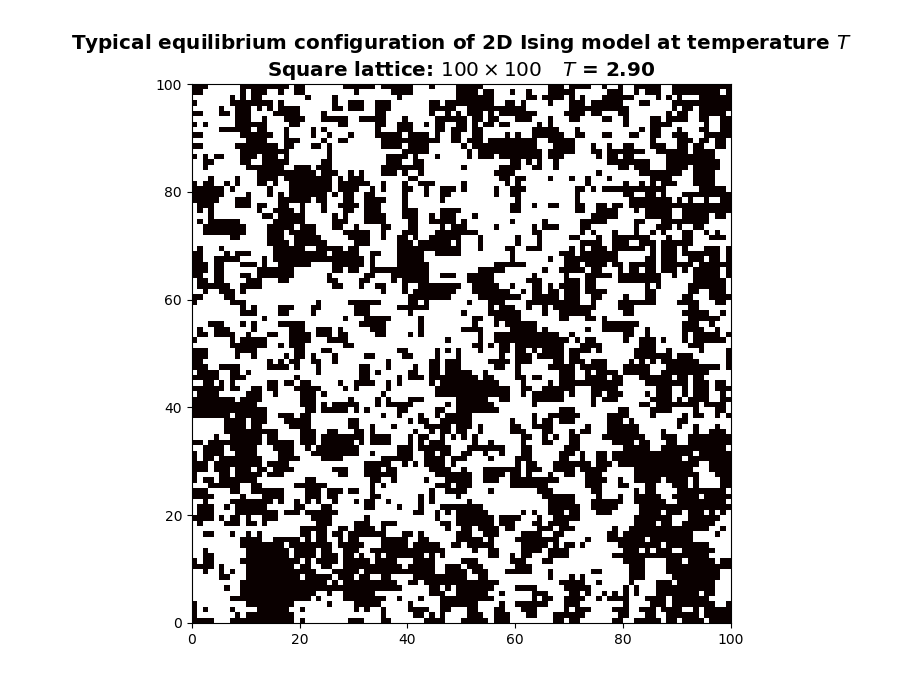 Typical equilibrium configuration of 2D Ising model at temperature T
Square lattice: 100 × 100 T = 2.90
100
80
60
40
20
0
0 20 40 60 80 100